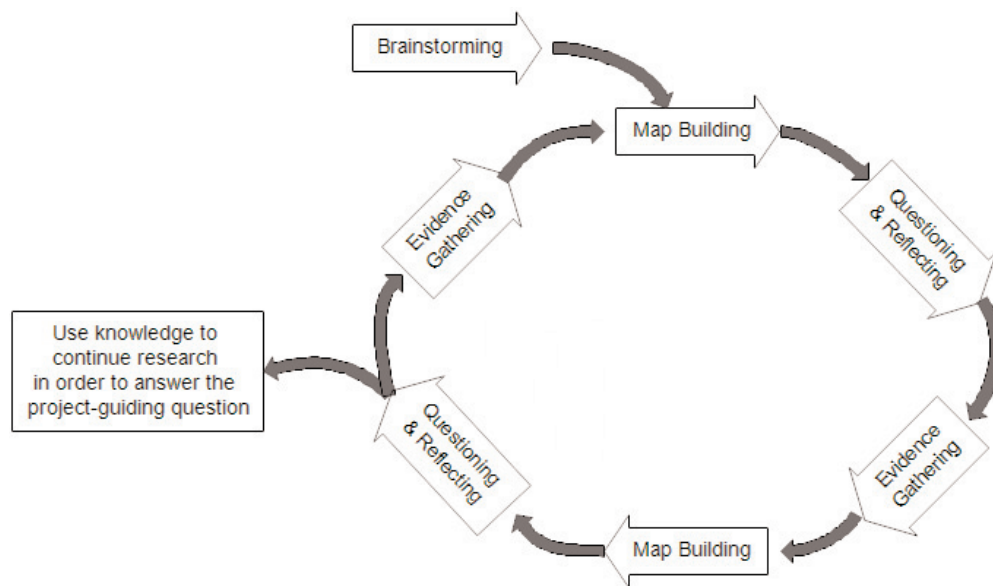 Brainstorming
Map Building
Questioning
& Reflecting
Evidence
Gathering
Map Building
Questioning
& Reflecting
Evidence
Gathering
Use knowledge to
continue research
in order to answer the
project-guiding question